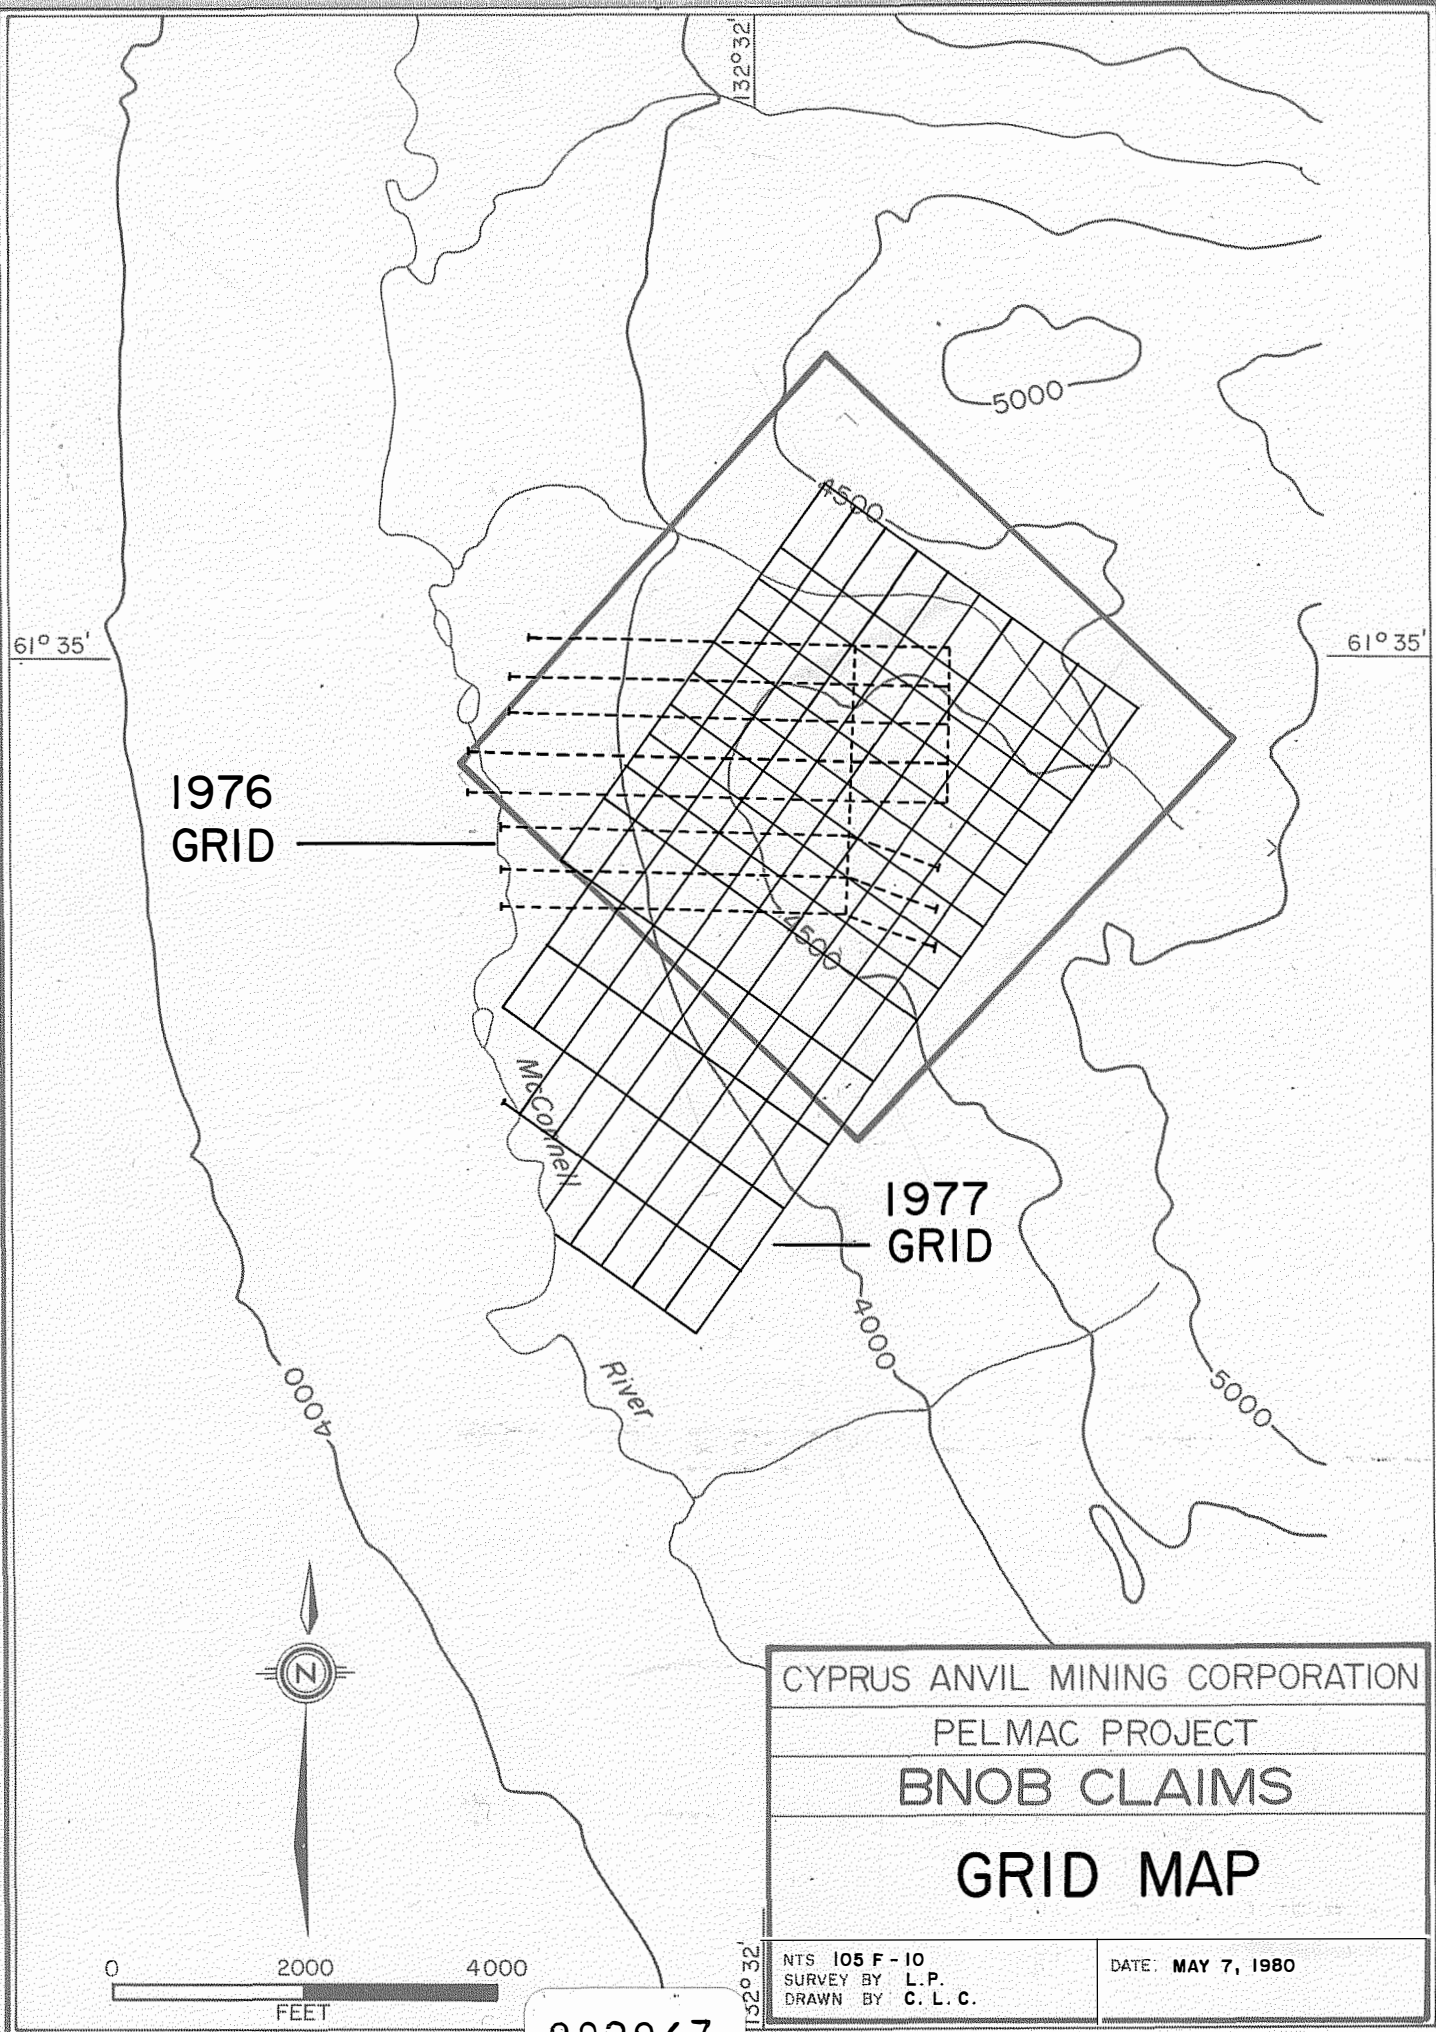 132°32'
5000
4500
61° 35'
61° 35'
1976
GRID
4500
McConnell
1977
GRID
4000
River
4000
5000
N
CYPRUS ANVIL MINING CORPORATION
PELMAC PROJECT
BNOB CLAIMS
GRID MAP
NTS 105 F-10
SURVEY BY L.P.
DRAWN BY C. L. C.
DATE: MAY 7, 1980
132° 32'
0 2000 4000
FEET